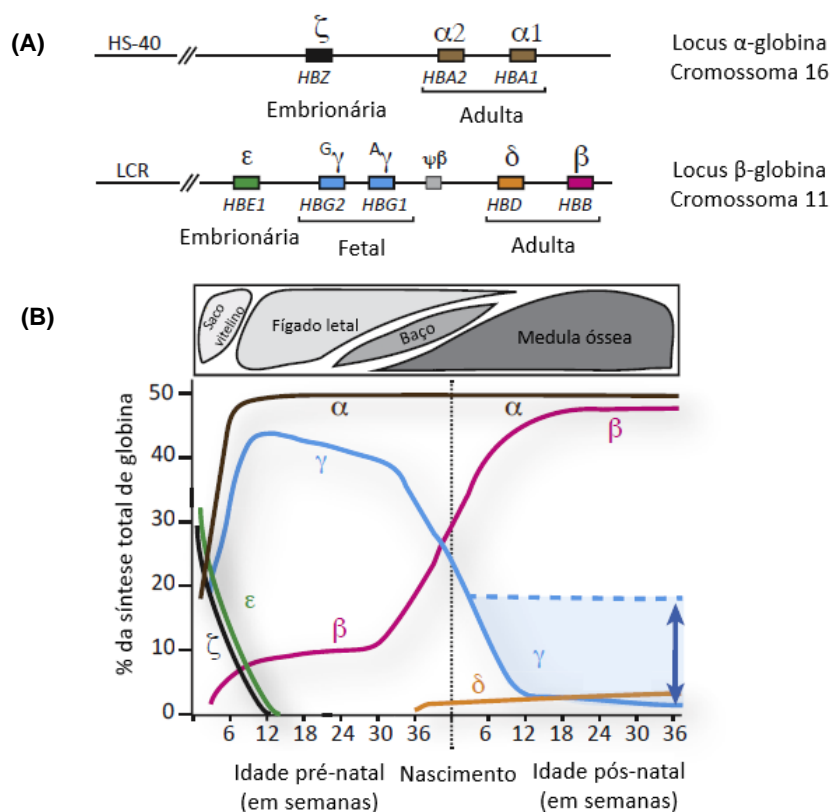 (A)
HS-40
ζ α2 α1
HBZ HBA2 HBA1
Embrionária Adulta
Locus α-globina
Cromossoma 16
LCR
ε Gγ Aγ ψβ δ β
HBE1 HBG2 HBG1 HBD HBB
Embrionária Fetal Adulta
Locus β-globina
Cromossoma 11
(B)
Saco
vitelino
Fígado letal
Baço
Medula óssea
% da síntese total de globina
50
40
30
20
10
0
α α
β
γ
ε
ζ
β
γ
δ
6 12 18 24 30 36 6 12 18 24 30 36
Idade pré-natal
(em semanas)
Nascimento
Idade pós-natal
(em semanas)